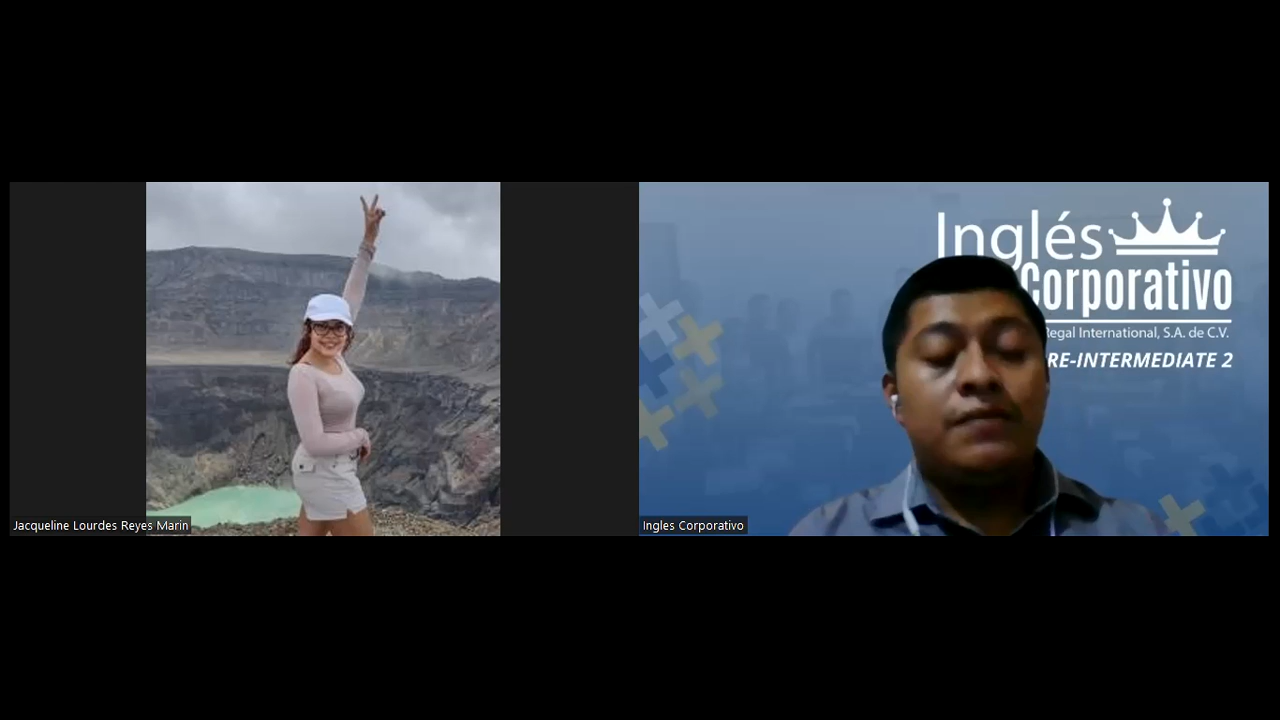 Inglés
Corporativo
Regal International, S.A. de C.V.
RE-INTERMEDIATE 2
Jacqueline Lourdes Reyes Marin
Ingles Corporativo